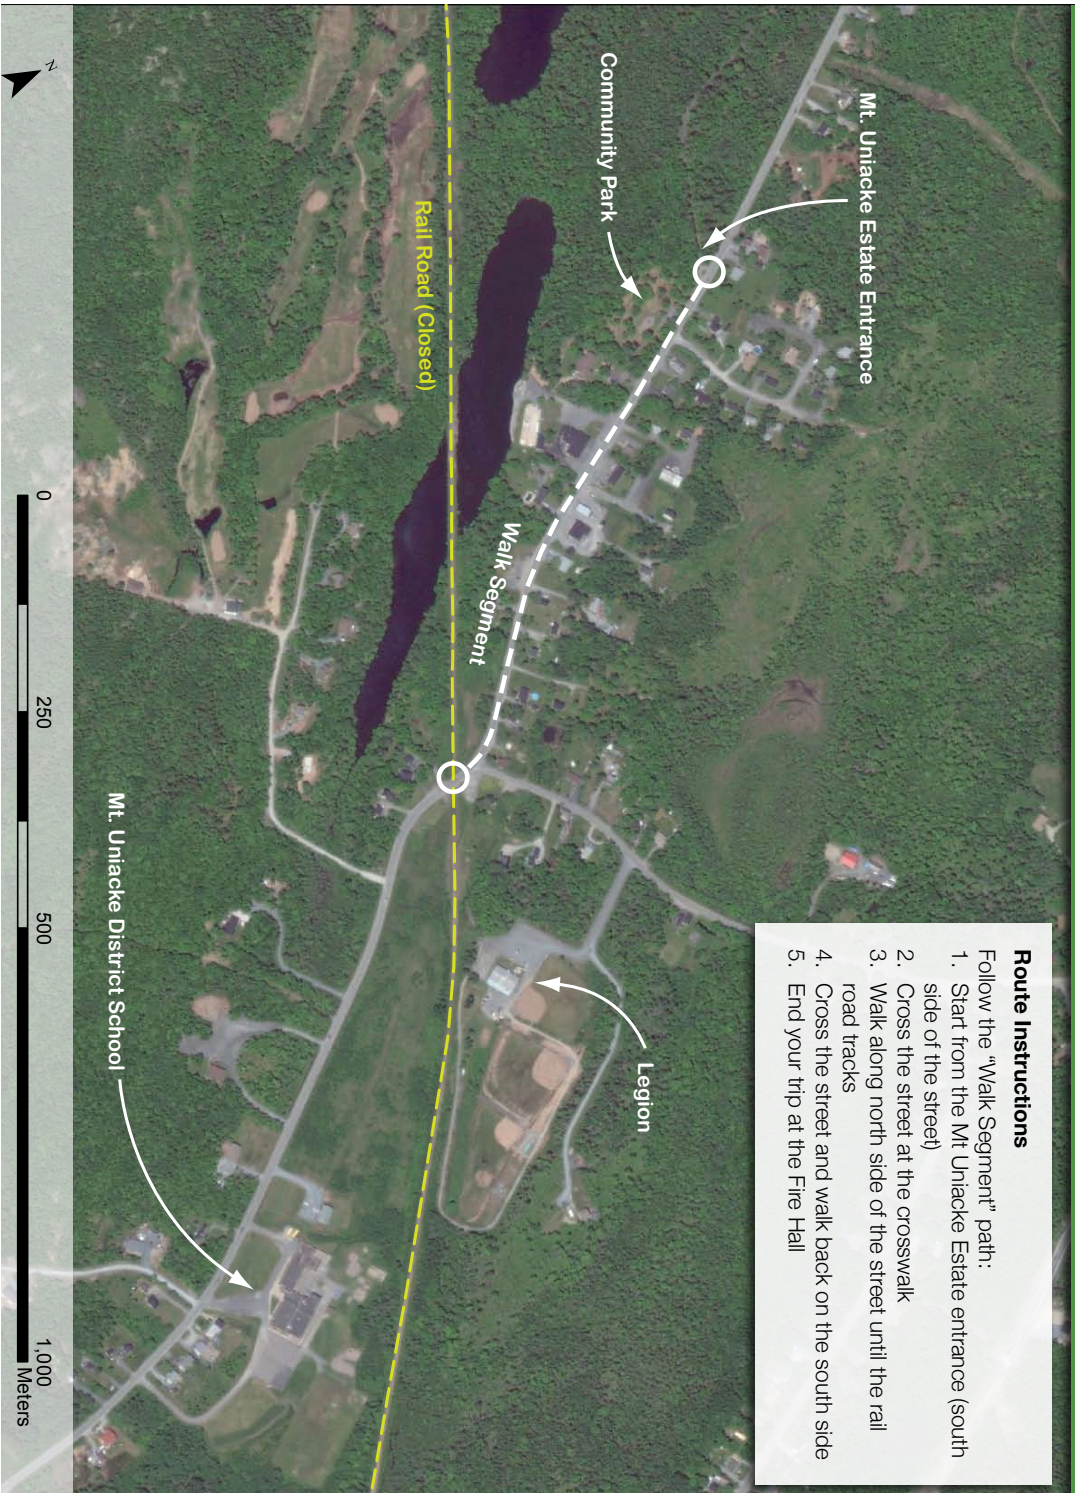 Route Instructions
Follow the “Walk Segment” path:
1. Start from the Mt Uniacke Estate entrance (south
side of the street)
2. Cross the street at the crosswalk
3. Walk along north side of the street until the rail
road tracks
4. Cross the street and walk back on the south side
5. End your trip at the Fire Hall
Mt. Uniacke Estate Entrance
Community Park
Legion
Walk Segment
Rail Road (Closed)
Mt. Uniacke District School
N
0 250 500 1,000
Meters